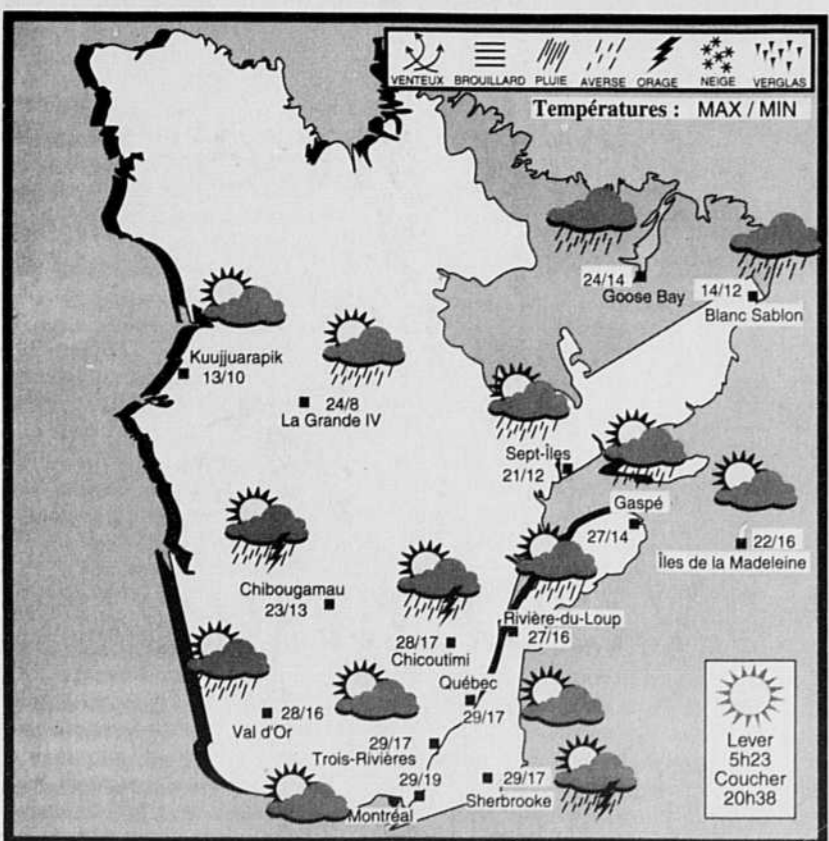 VENTEUX BROUILLARD PLUIE AVERSE ORAGE NEIGE VERGLAS
Températures : MAX / MIN
24/14
Goose Bay
14/12
Blanc Sablon
Kuujjuarapik
13/10
24/8
La Grande IV
Sept-Îles
21/12
Gaspé
27/14
22/16
Îles de la Madeleine
Chibougamau
23/13
28/17
Chicoutimi
Rivière-du-Loup
27/16
Québec
29/17
28/16
Val d'Or
29/17
Trois-Rivières
29/19
Montréal
29/17
Sherbrooke
Lever
5h23
Coucher
20h38